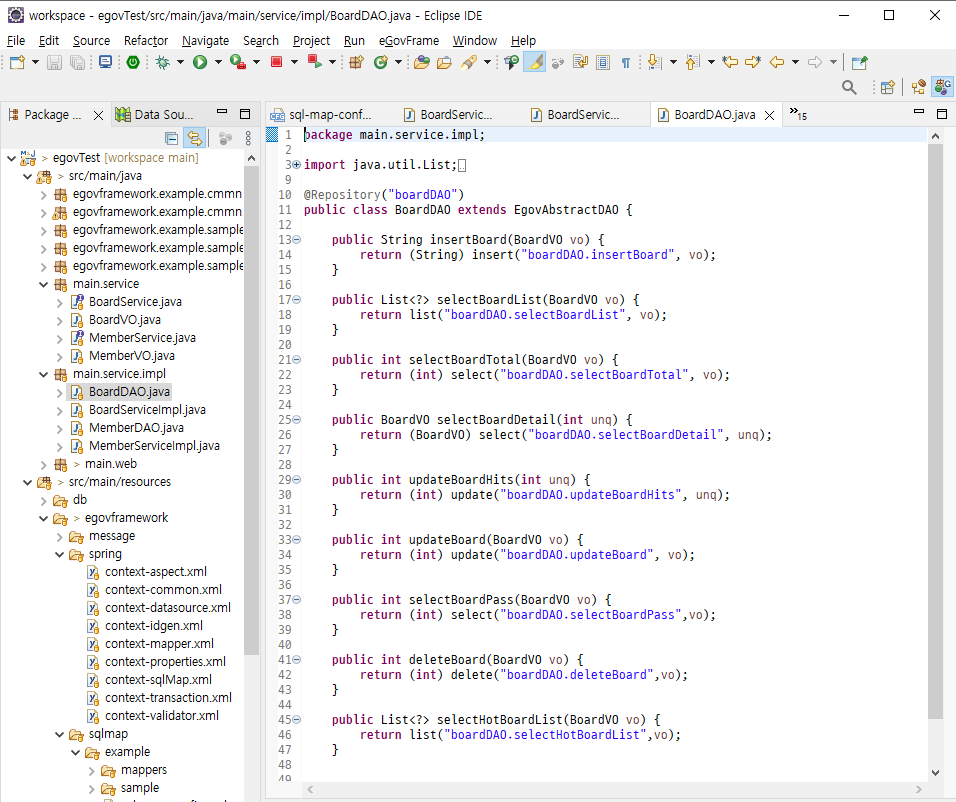 workspace - egovTest/src/main/java/main/service/impl/BoardDAO.java - Eclipse IDE
File Edit Source Refactor Navigate Search Project Run eGovFrame Window Help
Package ... Data Sou...
egovTest [workspace main]
src/main/java
egovframework.example.cmmn
egovframework.example.cmmn
egovframework.example.sample
egovframework.example.sample
egovframework.example.sample
main.service
BoardService.java
BoardVO.java
MemberService.java
MemberVO.java
main.service.impl
BoardDAO.java
BoardServiceImpl.java
MemberDAO.java
MemberServiceImpl.java
main.web
src/main/resources
db
egovframework
message
spring
context-aspect.xml
context-common.xml
context-datasource.xml
context-idgen.xml
context-mapper.xml
context-properties.xml
context-sqlMap.xml
context-transaction.xml
context-validator.xml
sqlmap
example
mappers
sample
sql-map-conf... BoardServic... BoardServic... BoardDAO.java »15
1 package main.service.impl;
2
3 import java.util.List;
9
10 @Repository("boardDAO")
11 public class BoardDAO extends EgovAbstractDAO {
12
13 public String insertBoard(BoardVO vo) {
14 return (String) insert("boardDAO.insertBoard", vo);
15 }
16
17 public List<?> selectBoardList(BoardVO vo) {
18 return list("boardDAO.selectBoardList", vo);
19 }
20
21 public int selectBoardTotal(BoardVO vo) {
22 return (int) select("boardDAO.selectBoardTotal", vo);
23 }
24
25 public BoardVO selectBoardDetail(int unq) {
26 return (BoardVO) select("boardDAO.selectBoardDetail", unq);
27 }
28
29 public int updateBoardHits(int unq) {
30 return (int) update("boardDAO.updateBoardHits", unq);
31 }
32
33 public int updateBoard(BoardVO vo) {
34 return (int) update("boardDAO.updateBoard", vo);
35 }
36
37 public int selectBoardPass(BoardVO vo) {
38 return (int) select("boardDAO.selectBoardPass",vo);
39 }
40
41 public int deleteBoard(BoardVO vo) {
42 return (int) delete("boardDAO.deleteBoard",vo);
43 }
44
45 public List<?> selectHotBoardList(BoardVO vo) {
46 return list("boardDAO.selectHotBoardList",vo);
47 }
48
49